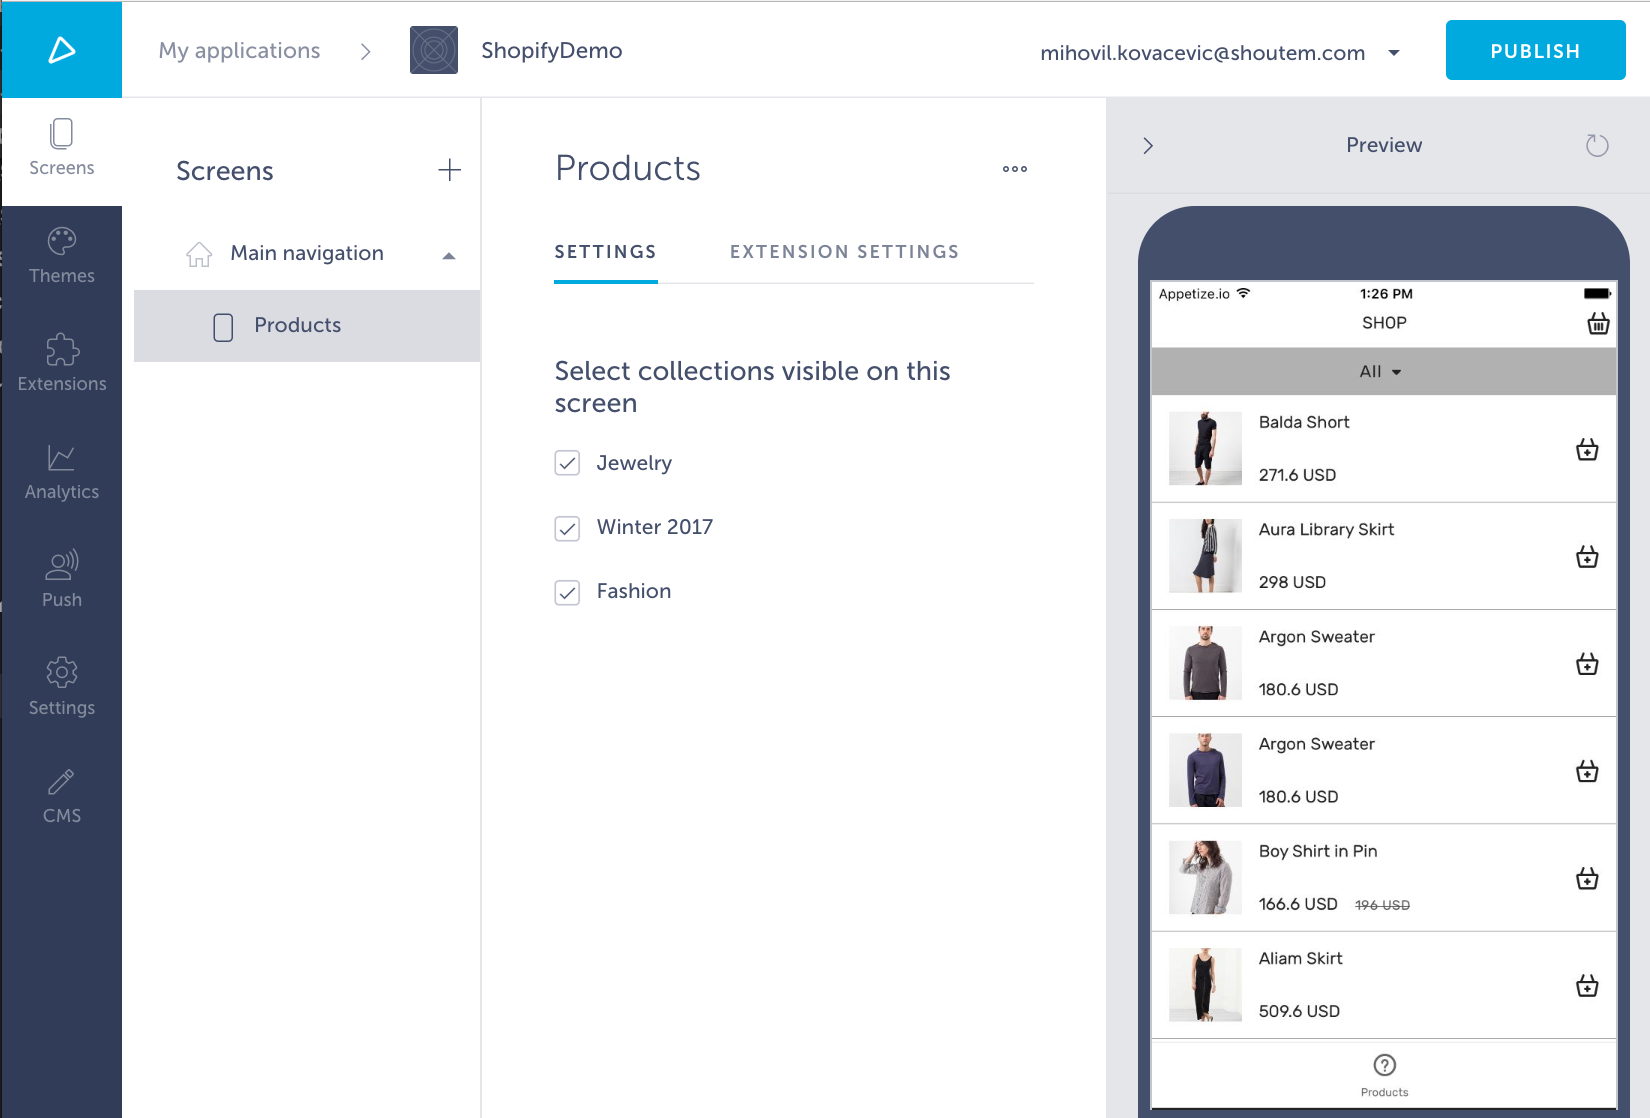 My applications
ShopifyDemo
mihovil.kovacevic@shoutem.com
PUBLISH
Screens
Themes
Extensions
Analytics
Push
Settings
CMS
Screens
Main navigation
Products
Products
SETTINGS
EXTENSION SETTINGS
Select collections visible on this
screen
Jewelry
Winter 2017
Fashion
Preview
Appetize.io
1:26 PM
SHOP
All
Balda Short
271.6 USD
Aura Library Skirt
298 USD
Argon Sweater
180.6 USD
Argon Sweater
180.6 USD
Boy Shirt in Pin
166.6 USD 196 USD
Aliam Skirt
509.6 USD
Products